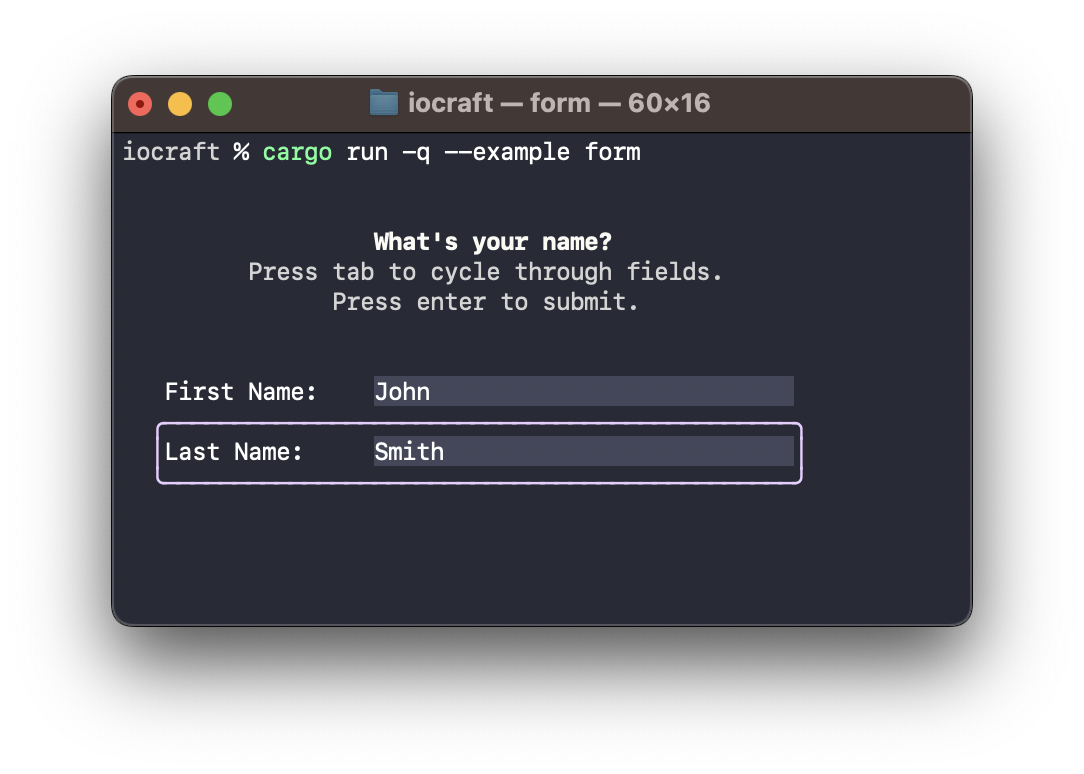 iocraft — form — 60×16
iocraft % cargo run -q --example form
What's your name?
Press tab to cycle through fields.
Press enter to submit.
First Name: John
Last Name: Smith